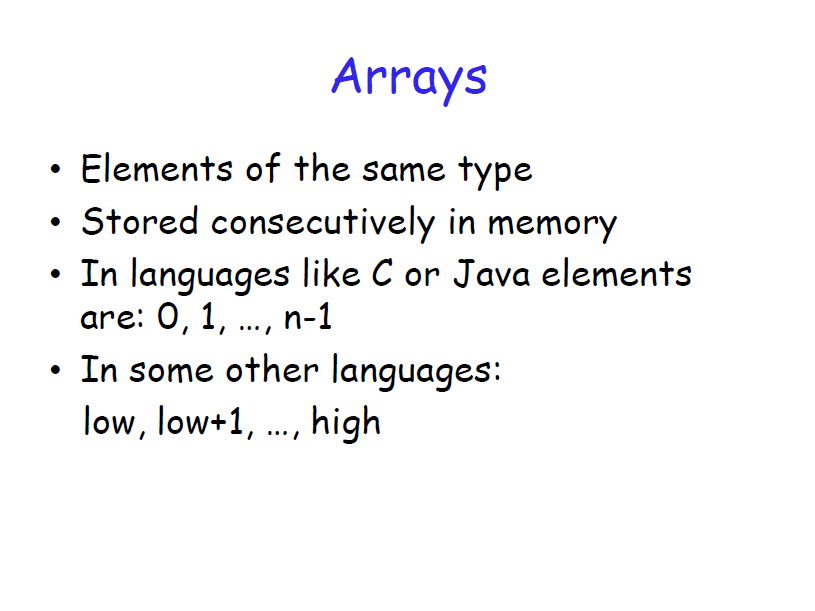 Arrays
• Elements of the same type
• Stored consecutively in memory
• In languages like C or Java elements
are: 0, 1, …, n-1
• In some other languages:
low, low+1, …, high